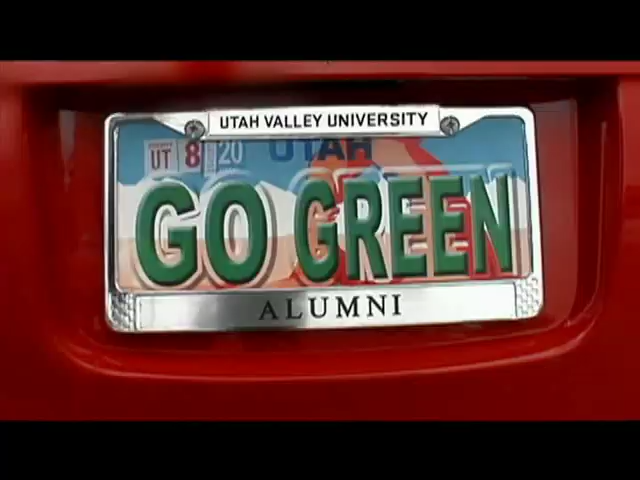 UTAH VALLEY UNIVERSITY
UT 8 20 UTAH
GO GREEN
ALUMNI